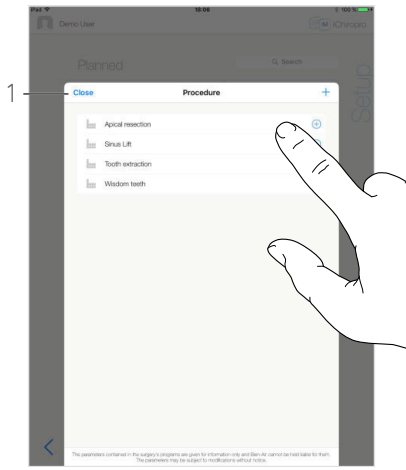 iPad
16:08
100 %
Demo User
iChiropro
Planned
Search
Setup
1
Close
Procedure
+
Apical resection
Sinus Lift
Tooth extraction
Wisdom teeth
The parameters contained in the surgery's programs are given for information only and Bien-Air cannot be held liable for them.
The parameters may be subject to modifications without notice.